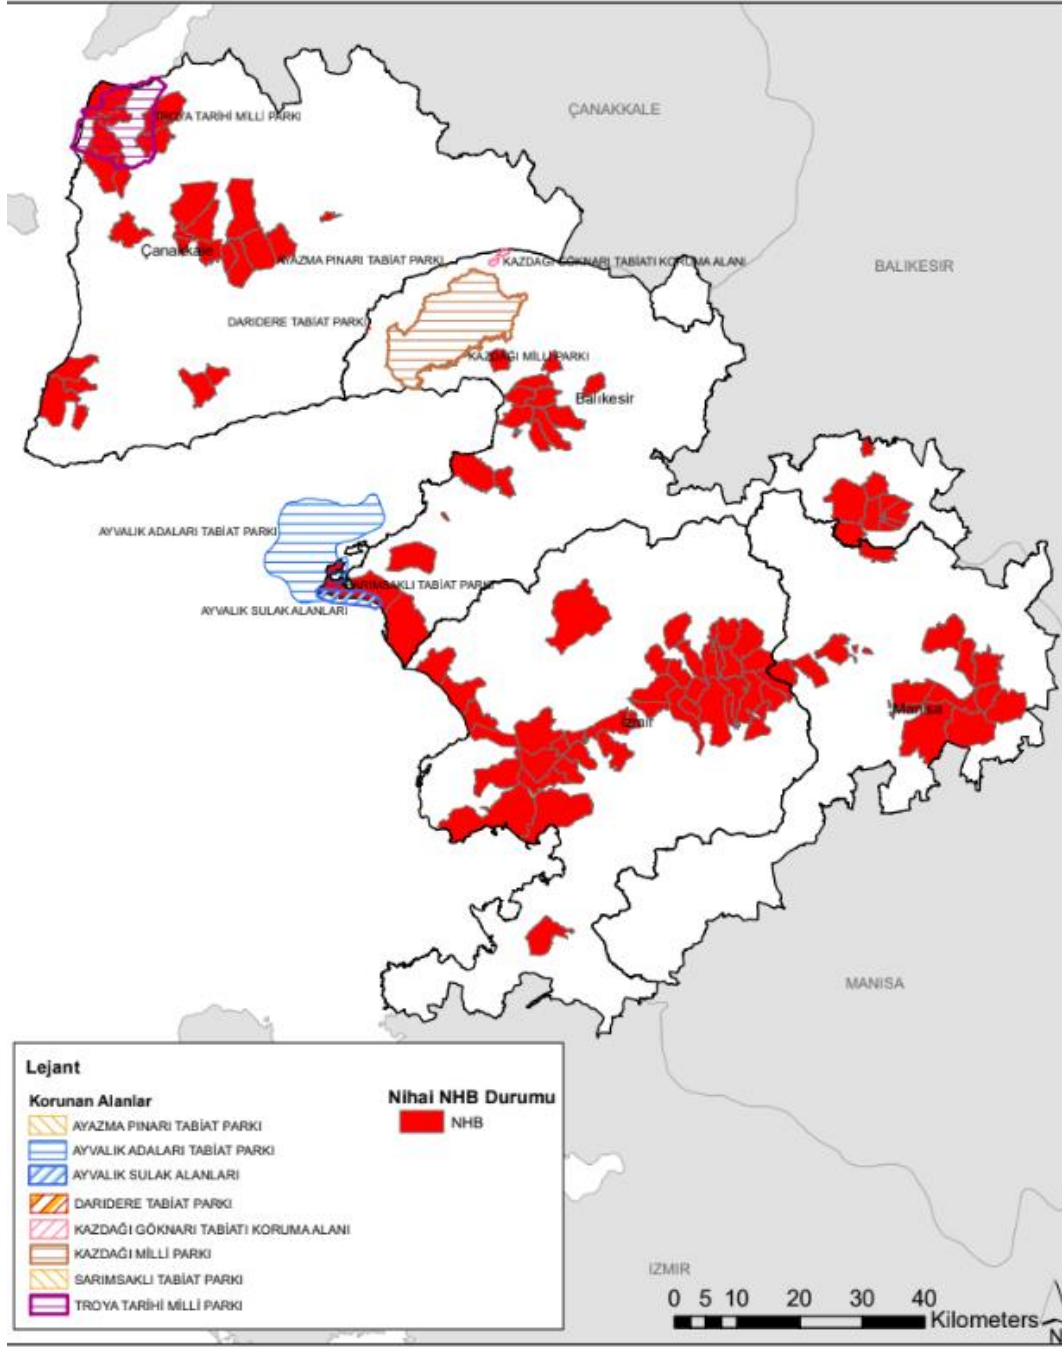 ÇANAKKALE
TROYA TARİHİ MİLLİ PARKI
Çanakkale
AYAZMA PINARI TABİAT PARKI
KAZDAĞI GÖKNARI TABİATI KORUMA ALANI
BALIKESİR
DARIDERE TABİAT PARKI
KAZDAĞI MİLLİ PARKI
Balıkesir
AYVALIK ADALARI TABİAT PARKI
SARIMSAKLI TABİAT PARKI
AYVALIK SULAK ALANLARI
Manisa
İzmir
MANİSA
Lejant
Korunan Alanlar
AYAZMA PINARI TABİAT PARKI
AYVALIK ADALARI TABİAT PARKI
AYVALIK SULAK ALANLARI
DARIDERE TABİAT PARKI
KAZDAĞI GÖKNARI TABİATI KORUMA ALANI
KAZDAĞI MİLLİ PARKI
SARIMSAKLI TABİAT PARKI
TROYA TARİHİ MİLLİ PARKI
Nihai NHB Durumu
NHB
İZMİR
0 5 10 20 30 40
Kilometers
N